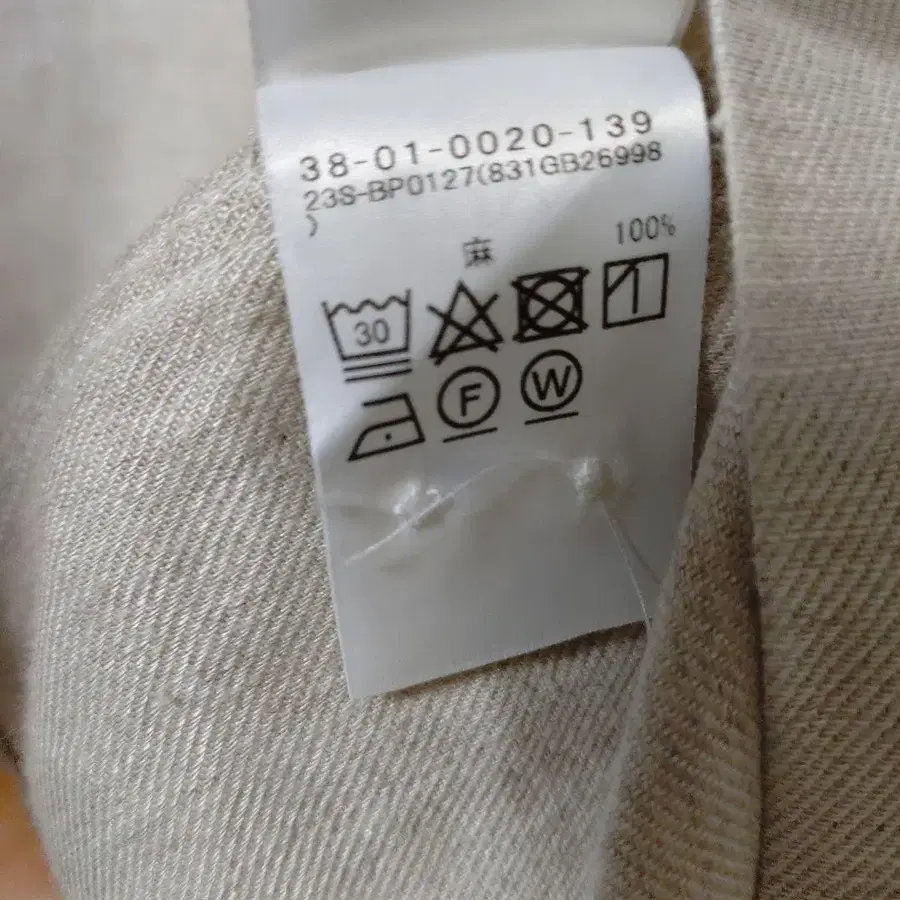 38-01-0020-139
23S-BP0127(831GB26998
)
麻 100%
30
F W